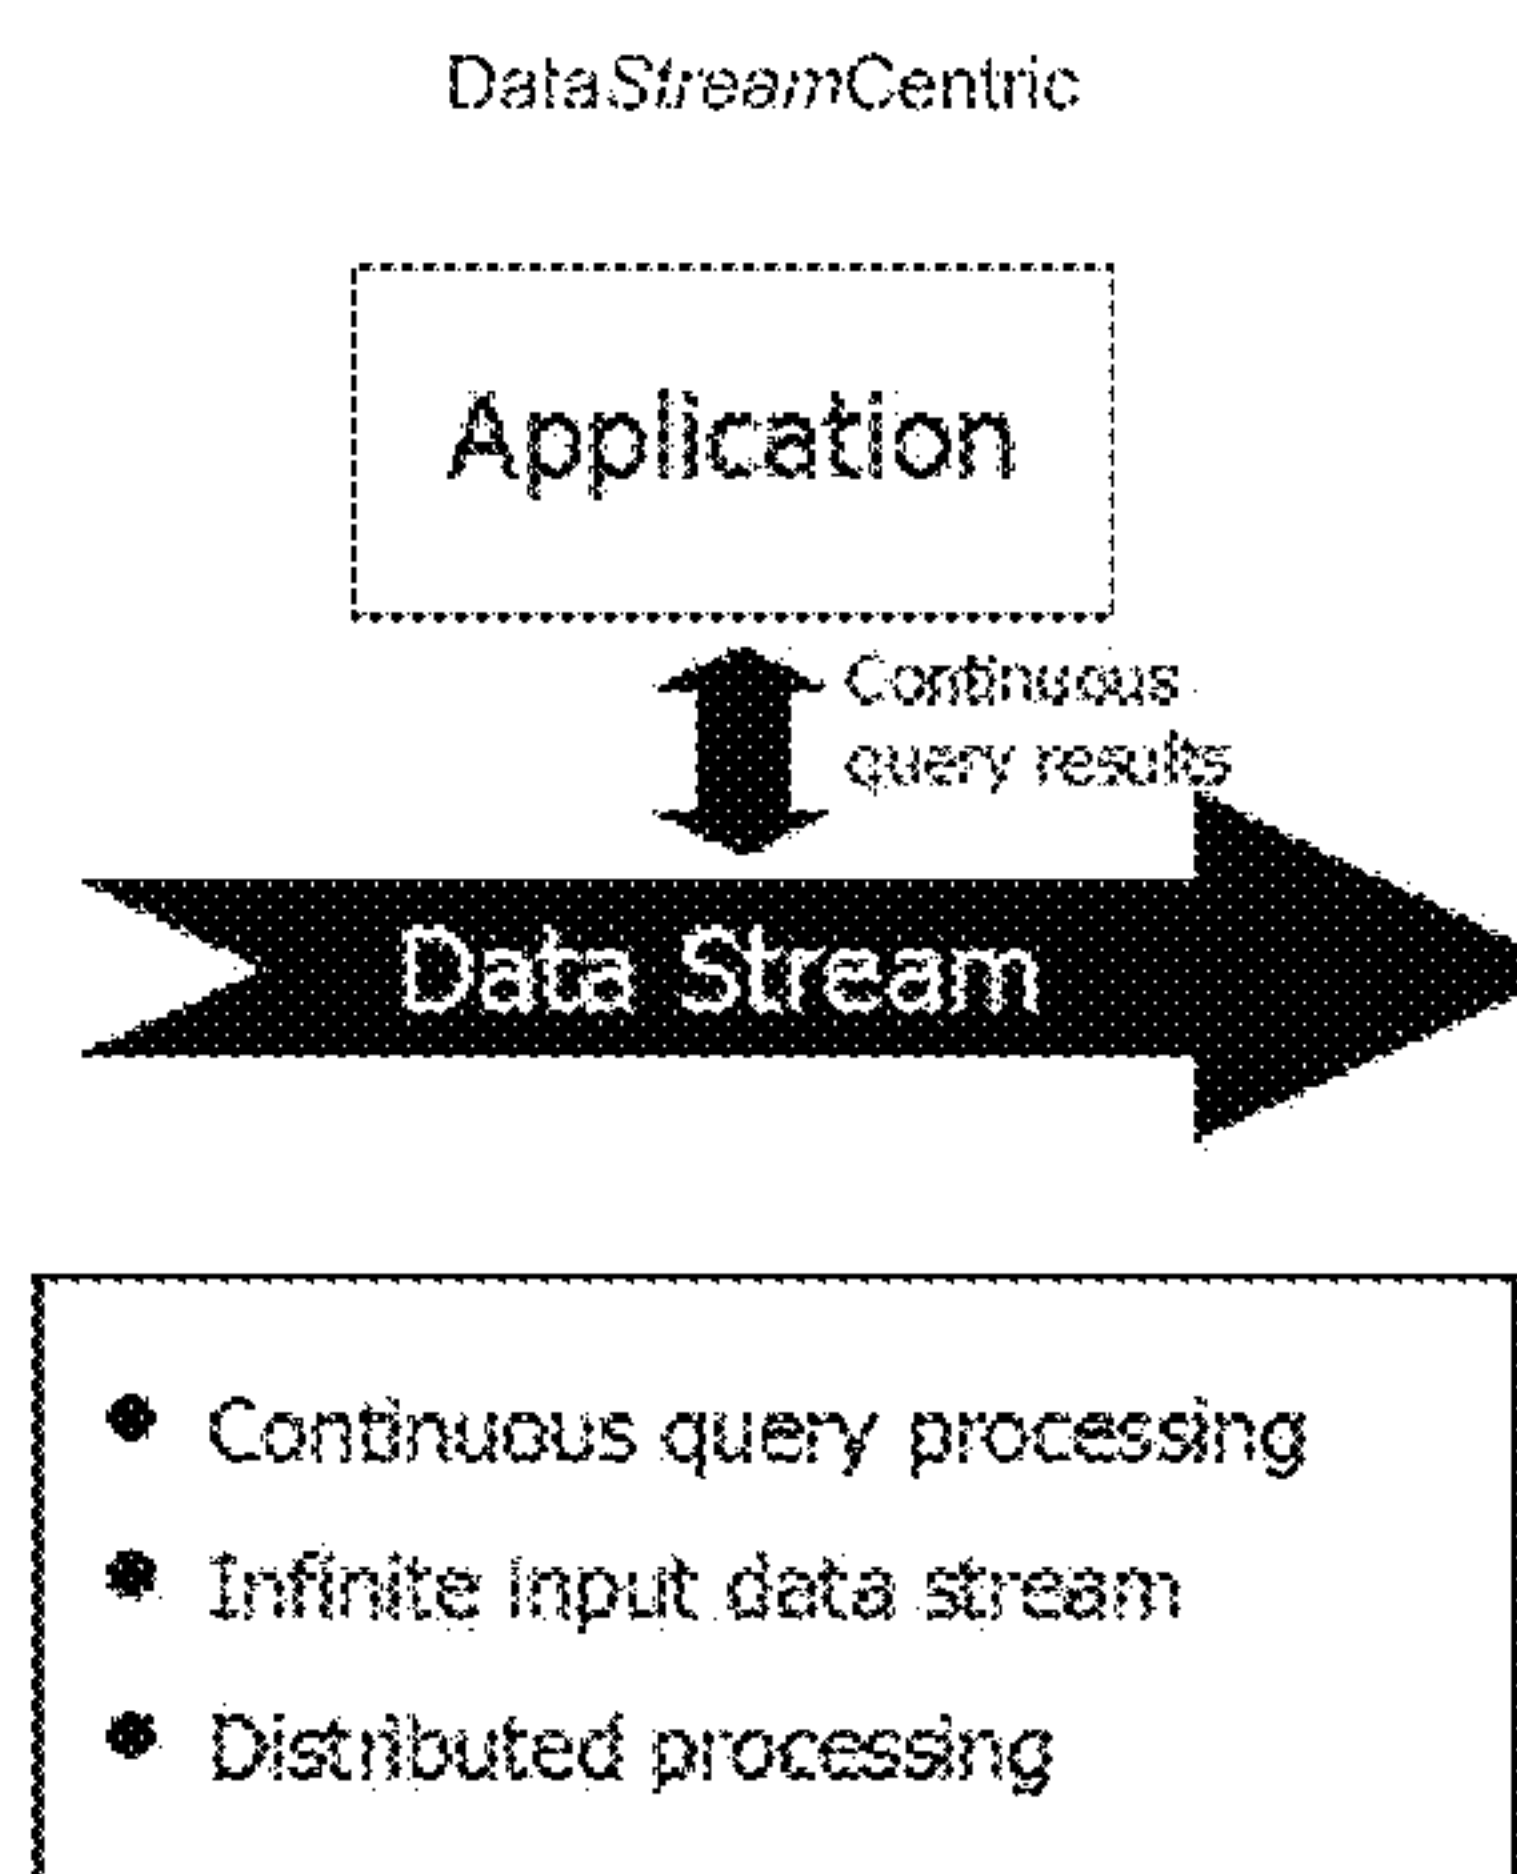 DataStreamCentric
Application
Continuous
query results
Data Stream
● Continuous query processing
● Infinite input data stream
● Distributed processing